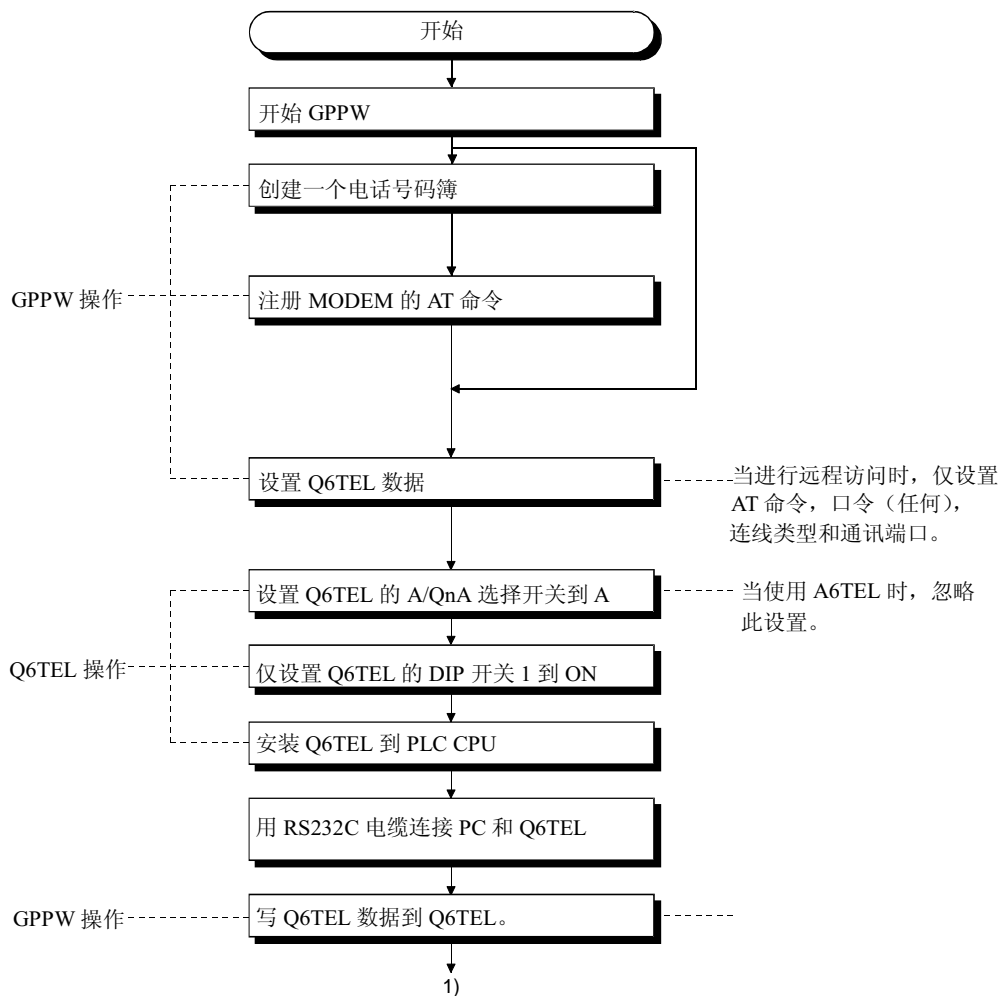 开始
开始 GPPW
创建一个电话号码簿
GPPW 操作
注册 MODEM 的 AT 命令
设置 Q6TEL 数据
当进行远程访问时，仅设置
AT 命令，口令（任何），
连线类型和通讯端口。
设置 Q6TEL 的 A/QnA 选择开关到 A
当使用 A6TEL 时，忽略
此设置。
Q6TEL 操作
仅设置 Q6TEL 的 DIP 开关 1 到 ON
安装 Q6TEL 到 PLC CPU
用 RS232C 电缆连接 PC 和 Q6TEL
GPPW 操作
写 Q6TEL 数据到 Q6TEL。
1)